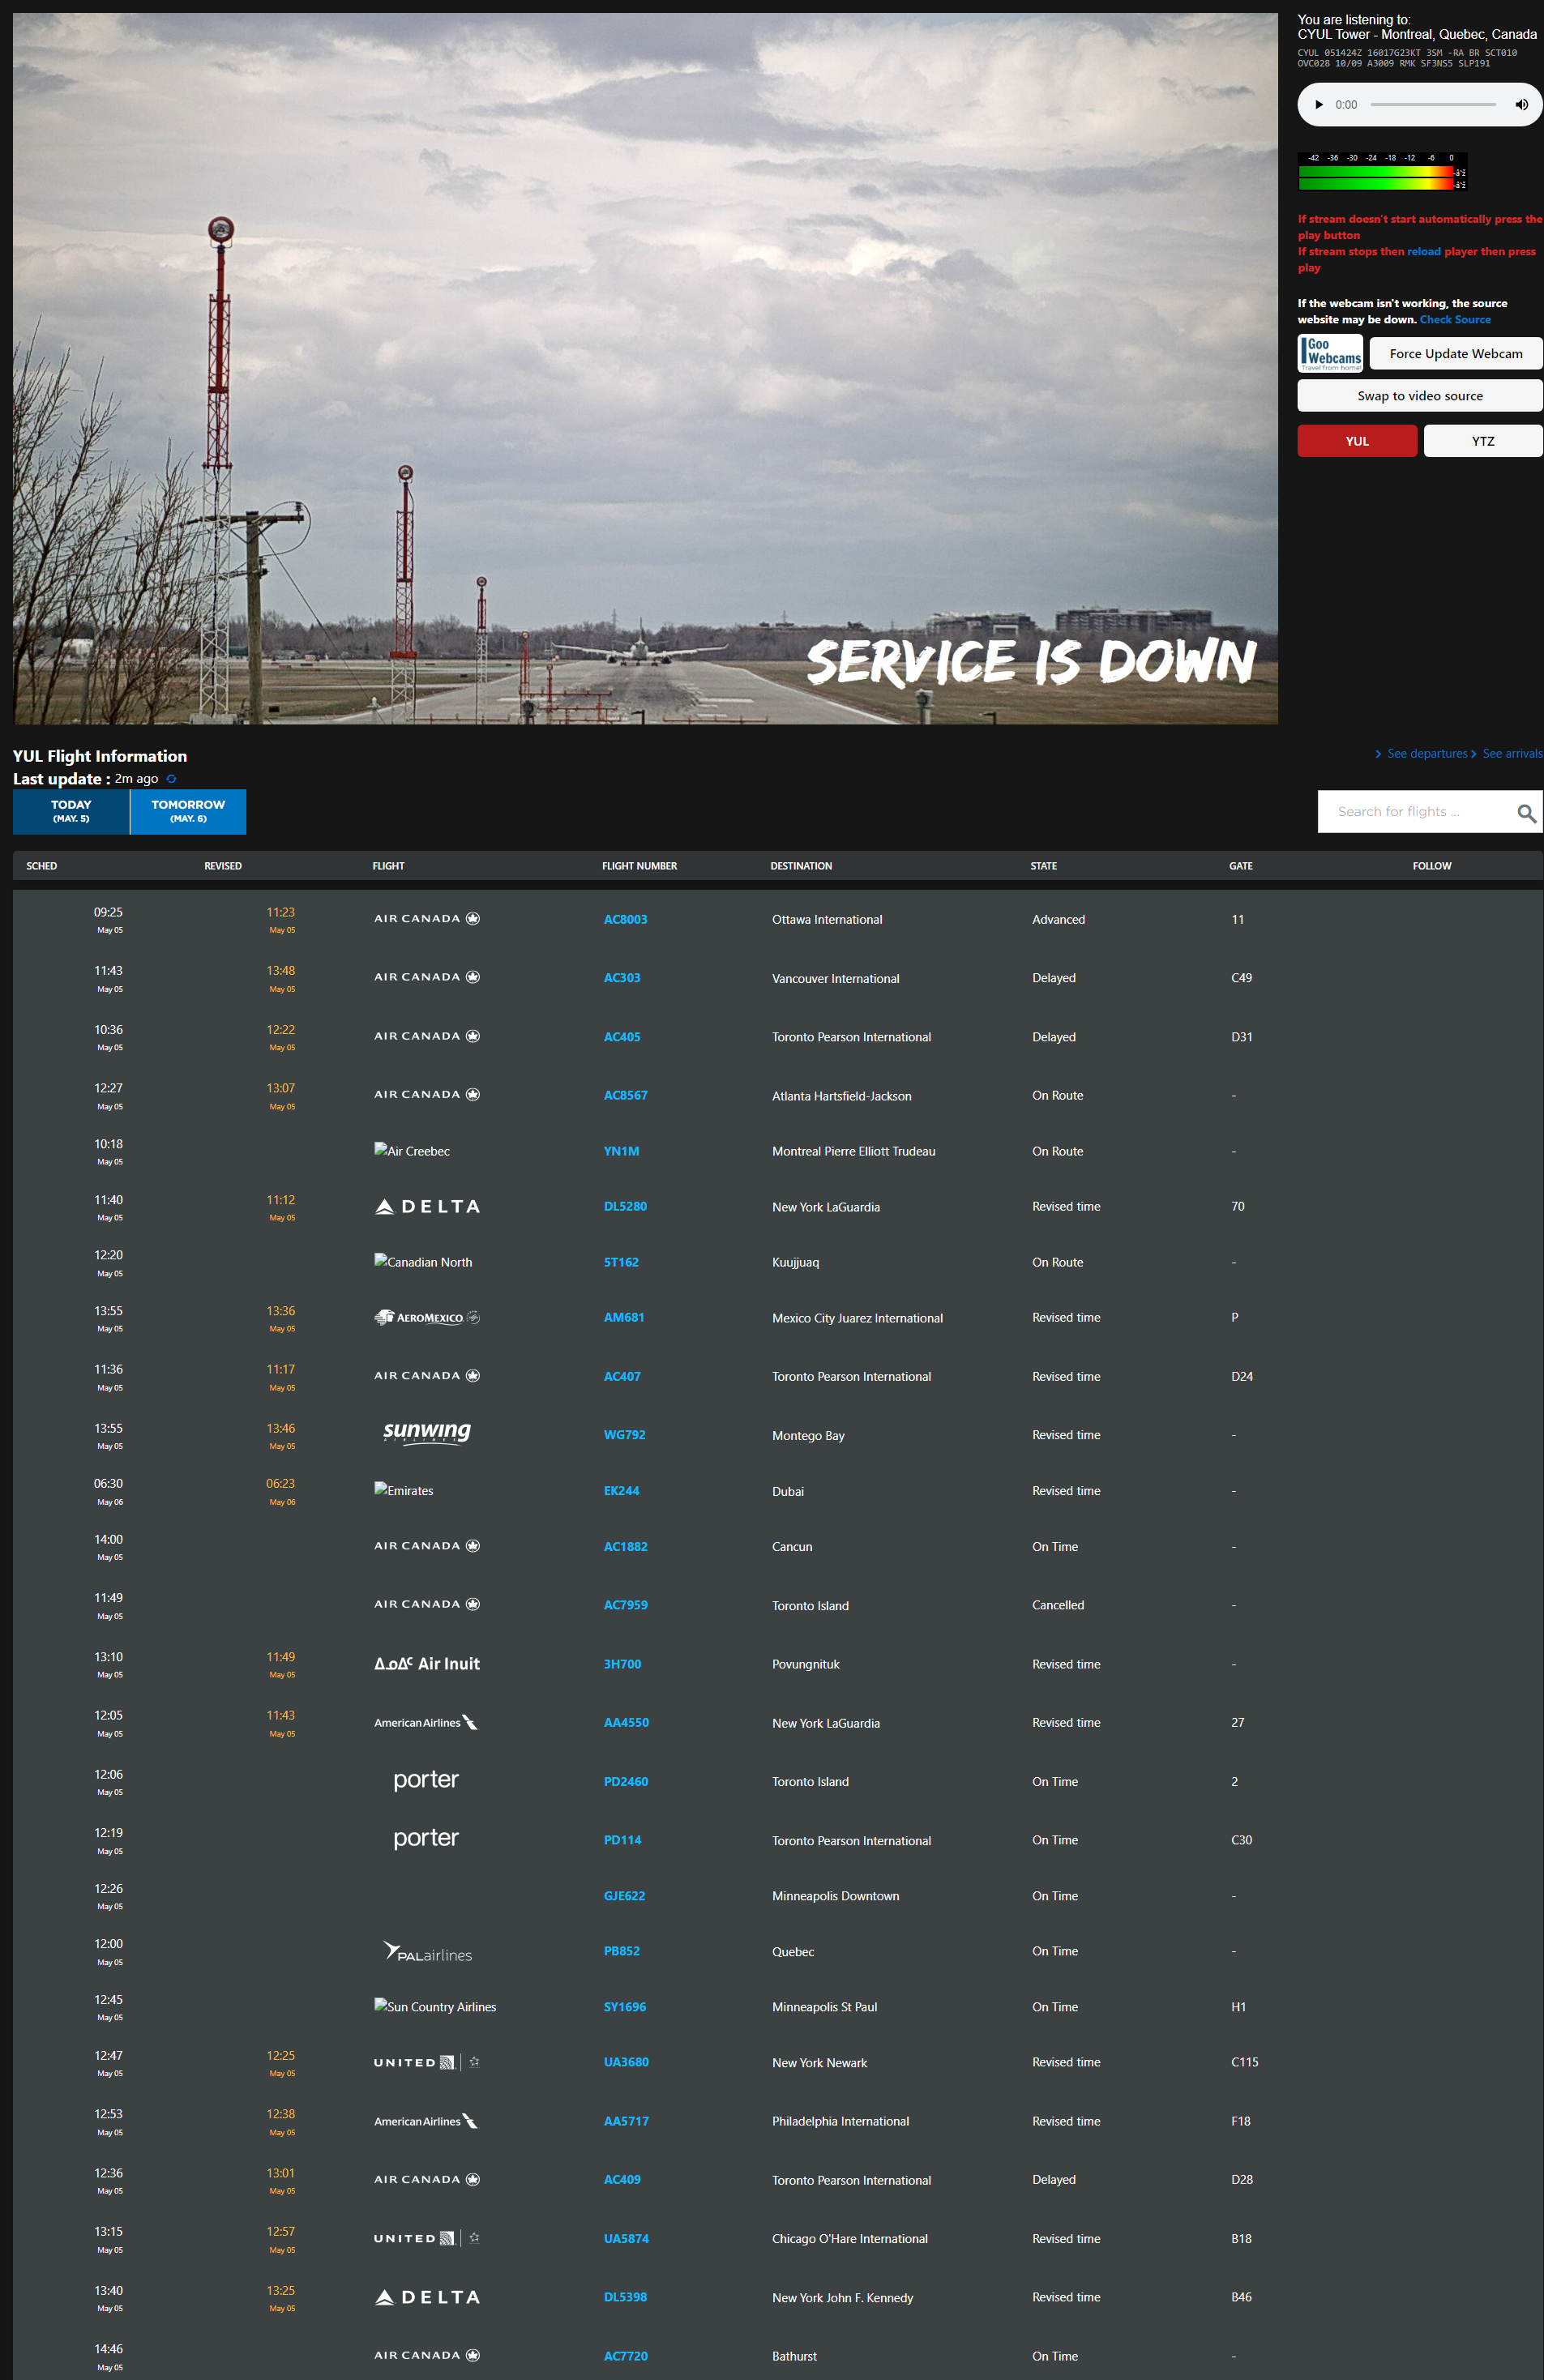 You are listening to:
CYUL Tower - Montreal, Quebec, Canada
CYUL 051424Z 16017G23KT 3SM -RA BR SCT010
OVC028 10/09 A3009 RMK SF3NS5 SLP191
0:00
-42 -36 -30 -24 -18 -12 -6 0
If stream doesn't start automatically press the
play button
If stream stops then reload player then press
play
If the webcam isn't working, the source
website may be down. Check Source
Goo
Webcams
Travel from home!
Force Update Webcam
Swap to video source
YUL YTZ
SERVICE IS DOWN
YUL Flight Information
See departures See arrivals
Last update : 2m ago
TODAY
(MAY. 5)
TOMORROW
(MAY. 6)
Search for flights ...
SCHED REVISED FLIGHT FLIGHT NUMBER DESTINATION STATE GATE FOLLOW
09:25 11:23 AIR CANADA AC8003 Ottawa International Advanced 11
May 05 May 05
11:43 13:48 AIR CANADA AC303 Vancouver International Delayed C49
May 05 May 05
10:36 12:22 AIR CANADA AC405 Toronto Pearson International Delayed D31
May 05 May 05
12:27 13:07 AIR CANADA AC8567 Atlanta Hartsfield-Jackson On Route -
May 05 May 05
10:18 Air Creebec YN1M Montreal Pierre Elliott Trudeau On Route -
May 05
11:40 11:12 DELTA DL5280 New York LaGuardia Revised time 70
May 05 May 05
12:20 Canadian North 5T162 Kuujjuaq On Route -
May 05
13:55 13:36 AEROMEXICO AM681 Mexico City Juarez International Revised time P
May 05 May 05
11:36 11:17 AIR CANADA AC407 Toronto Pearson International Revised time D24
May 05 May 05
13:55 13:46 sunwing AIRLINES WG792 Montego Bay Revised time -
May 05 May 05
06:30 06:23 Emirates EK244 Dubai Revised time -
May 06 May 06
14:00 AIR CANADA AC1882 Cancun On Time -
May 05
11:49 AIR CANADA AC7959 Toronto Island Cancelled -
May 05
13:10 11:49 ᐃᓄᐃᑦ Air Inuit 3H700 Povungnituk Revised time -
May 05 May 05
12:05 11:43 American Airlines AA4550 New York LaGuardia Revised time 27
May 05 May 05
12:06 porter PD2460 Toronto Island On Time 2
May 05
12:19 porter PD114 Toronto Pearson International On Time C30
May 05
12:26 GJE622 Minneapolis Downtown On Time -
May 05
12:00 PALairlines PB852 Quebec On Time -
May 05
12:45 Sun Country Airlines SY1696 Minneapolis St Paul On Time H1
May 05
12:47 12:25 UNITED UA3680 New York Newark Revised time C115
May 05 May 05
12:53 12:38 American Airlines AA5717 Philadelphia International Revised time F18
May 05 May 05
12:36 13:01 AIR CANADA AC409 Toronto Pearson International Delayed D28
May 05 May 05
13:15 12:57 UNITED UA5874 Chicago O'Hare International Revised time B18
May 05 May 05
13:40 13:25 DELTA DL5398 New York John F. Kennedy Revised time B46
May 05 May 05
14:46 AIR CANADA AC7720 Bathurst On Time -
May 05